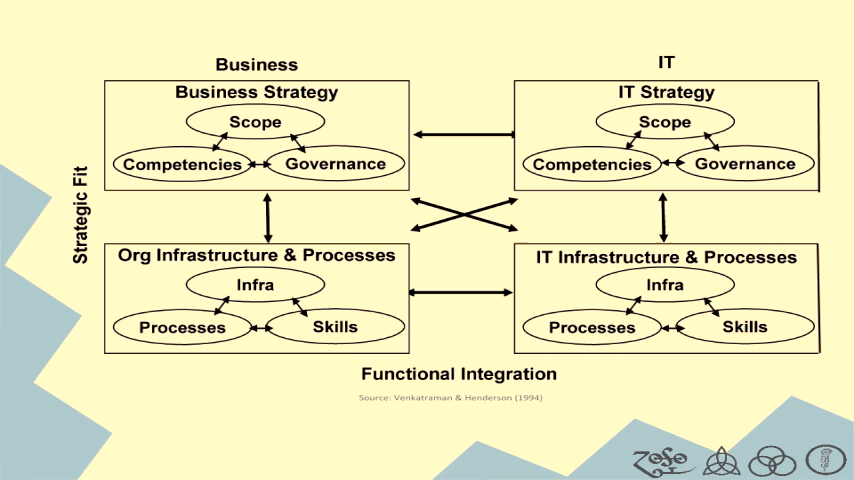 Business
IT
Business Strategy
Scope
Competencies
Governance
IT Strategy
Scope
Competencies
Governance
Strategic Fit
Org Infrastructure & Processes
Infra
Processes
Skills
IT Infrastructure & Processes
Infra
Processes
Skills
Functional Integration
Source: Venkatraman & Henderson (1994)
ZoSo